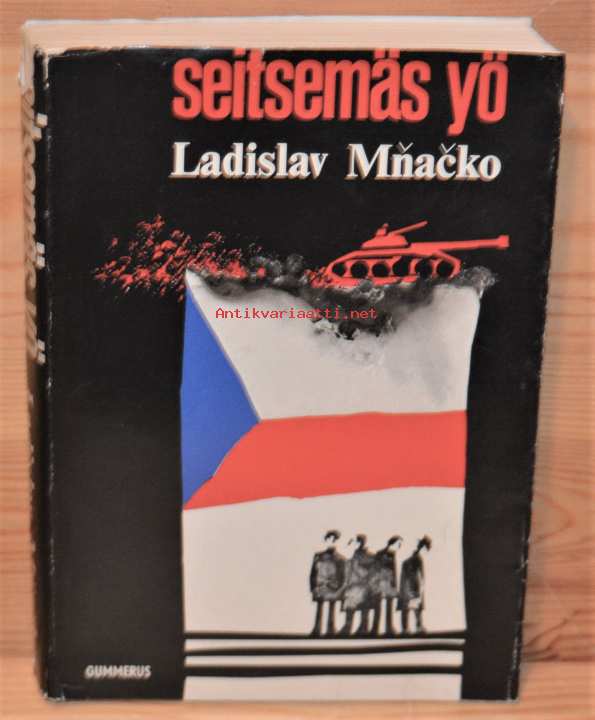 seitsemäs yö
Ladislav Mňačko
Antikvariaatti.net
GUMMERUS